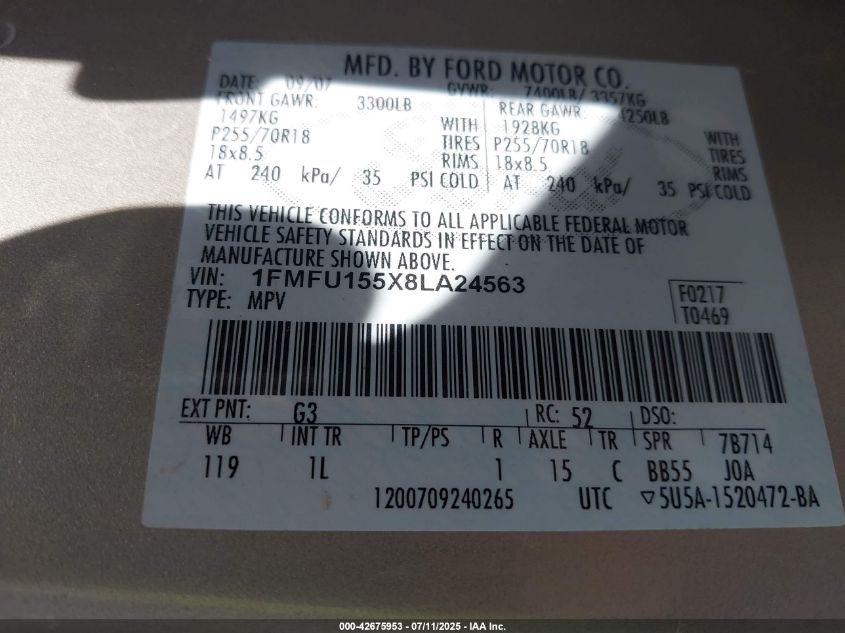 MFD. BY FORD MOTOR CO.
DATE: 09/07 GVWR: 7400LB/ 3357KG
FRONT GAWR: 3300LB REAR GAWR: 4250LB
1497KG WITH 1928KG WITH
P255/70R18 TIRES P255/70R18 TIRES
18x8.5 RIMS 18x8.5 RIMS
AT 240 kPa/ 35 PSI COLD AT 240 kPa/ 35 PSI COLD
THIS VEHICLE CONFORMS TO ALL APPLICABLE FEDERAL MOTOR
VEHICLE SAFETY STANDARDS IN EFFECT ON THE DATE OF
MANUFACTURE SHOWN ABOVE.
VIN: 1FMFU155X8LA24563
TYPE: MPV
F0217
T0469
EXT PNT: G3 RC: 52 DSO:
WB INT TR TP/PS R AXLE TR SPR 7B714
119 1L 1 15 C BB55 J0A
1200709240265 UTC ▽5U5A-1520472-BA
000-42675953 - 07/11/2025 - IAA Inc.